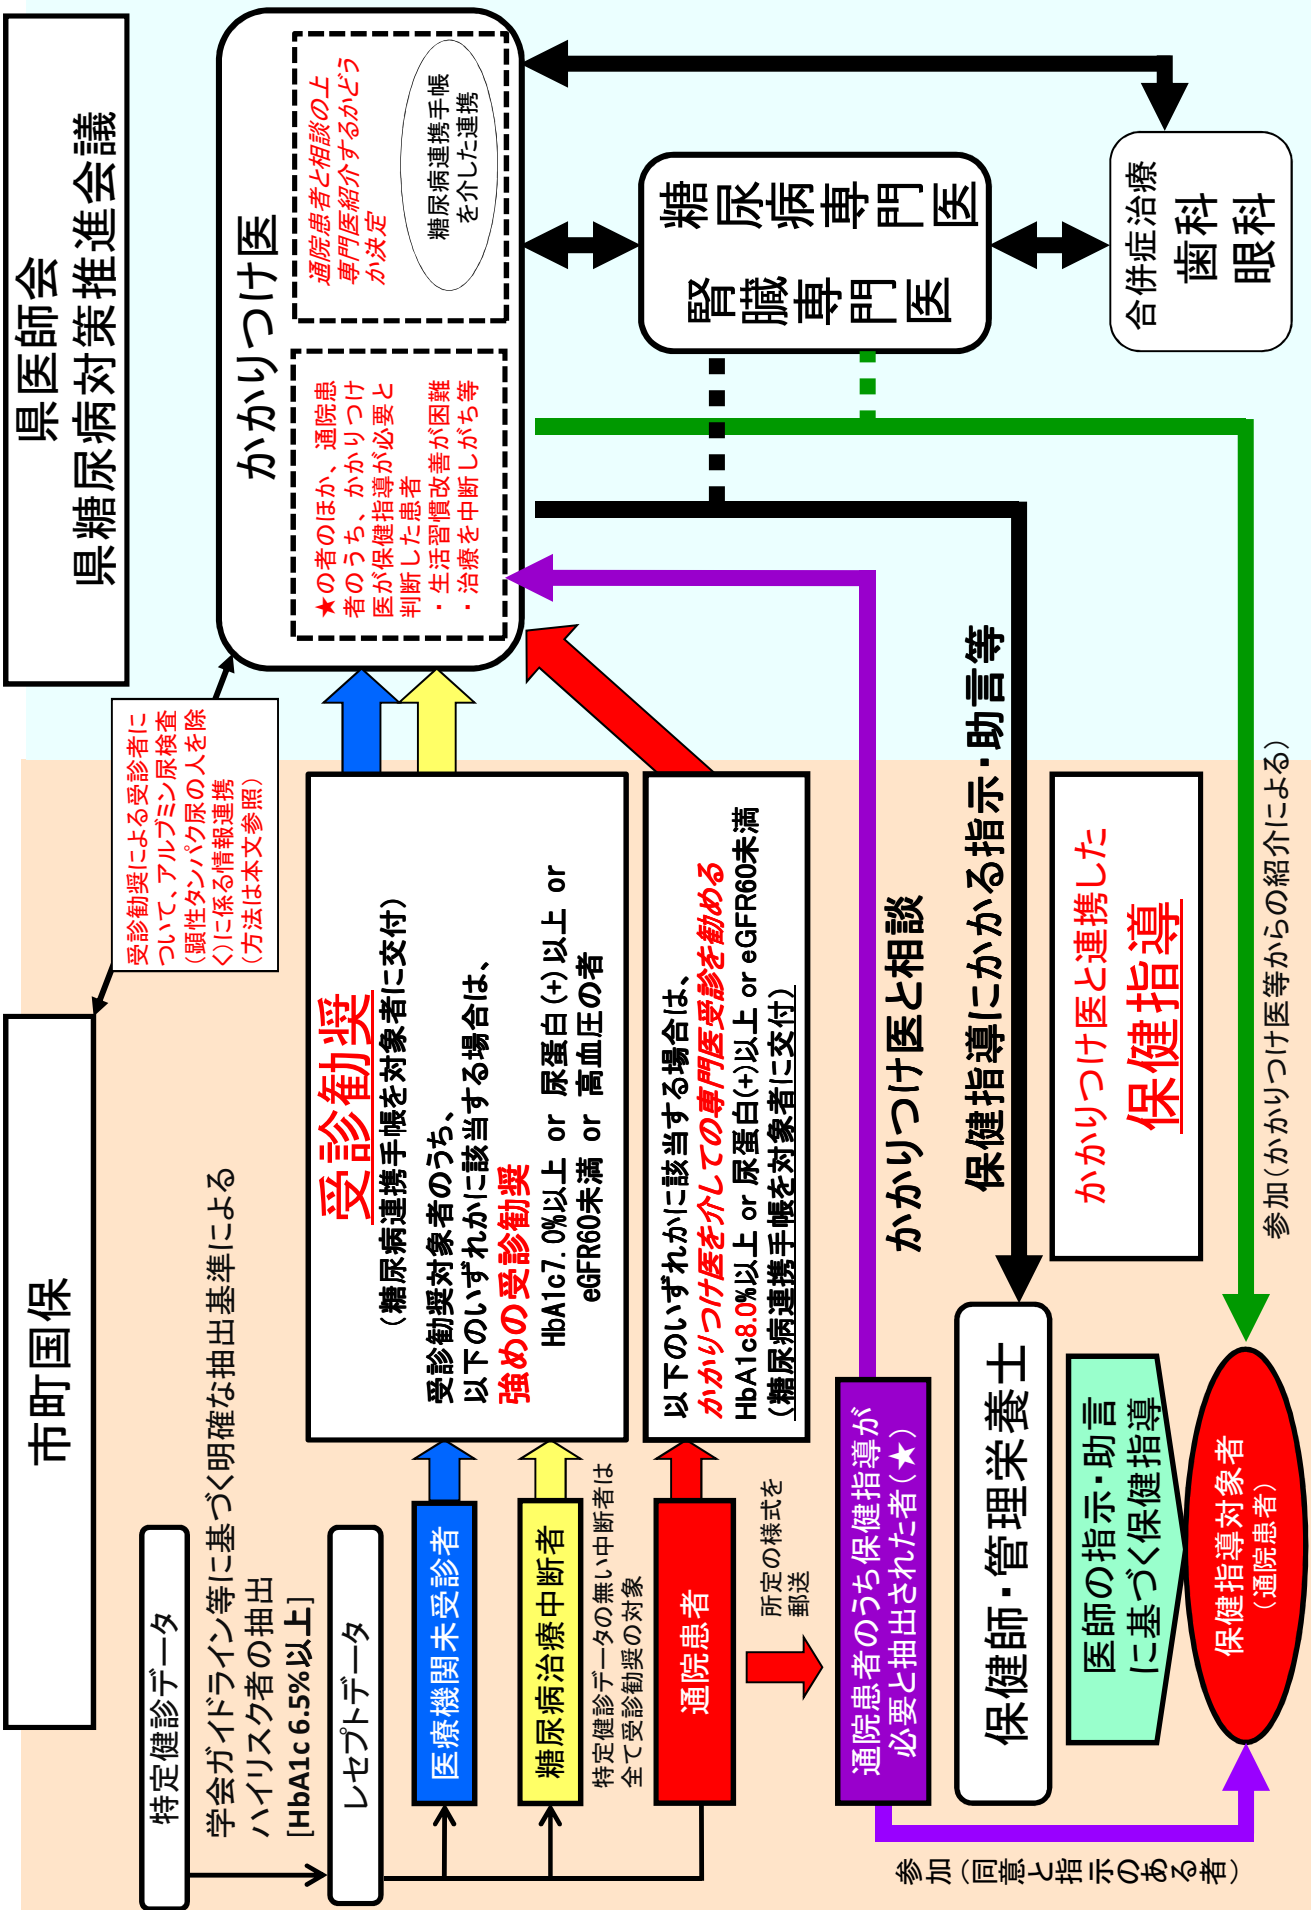 市町国保
県医師会
県糖尿病対策推進会議
特定健診データ
学会ガイドライン等に基づく明確な抽出基準による
ハイリスク者の抽出
[HbA1c 6.5%以上]
レセプトデータ
医療機関未受診者
糖尿病治療中断者
特定健診データの無い中断者は
全て受診勧奨の対象
通院患者
所定の様式を
郵送
受診勧奨による受診者に
ついて、アルブミン尿検査
(顕性タンパク尿の人を除
く)に係る情報連携
(方法は本文参照)
受診勧奨
(糖尿病連携手帳を対象者に交付)
受診勧奨対象者のうち、
以下のいずれかに該当する場合は、
強めの受診勧奨
HbA1c7.0%以上 or 尿蛋白(+)以上 or
eGFR60未満 or 高血圧の者
以下のいずれかに該当する場合は、
かかりつけ医を介しての専門医受診を勧める
HbA1c8.0%以上 or 尿蛋白(+)以上 or eGFR60未満
(糖尿病連携手帳を対象者に交付)
かかりつけ医
★の者のほか、通院患
者のうち、かかりつけ
医が保健指導が必要と
判断した患者
・生活習慣改善が困難
・治療を中断しがち等
通院患者と相談の上
専門医紹介するかどう
か決定
糖尿病連携手帳
を介した連携
腎臓専門医
糖尿病専門医
合併症治療
歯科
眼科
通院患者のうち保健指導が
必要と抽出された者(★)
かかりつけ医と相談
保健指導にかかる指示・助言等
保健師・管理栄養士
かかりつけ医と連携した
保健指導
医師の指示・助言
に基づく保健指導
保健指導対象者
(通院患者)
参加(同意と指示のある者)
参加(かかりつけ医等からの紹介による)